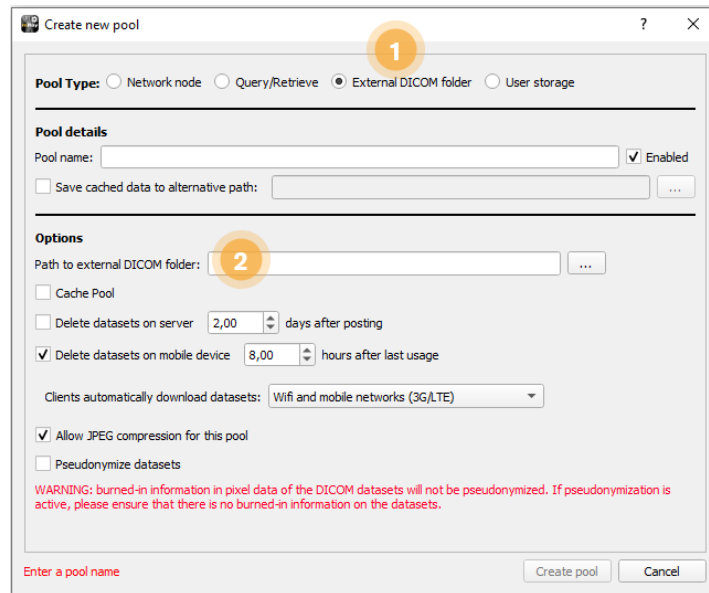 Create new pool ? ×
1
Pool Type: Network node Query/Retrieve External DICOM folder User storage
Pool details
Pool name: Enabled
Save cached data to alternative path: ...
Options
Path to external DICOM folder: 2 ...
Cache Pool
Delete datasets on server 2,00 days after posting
Delete datasets on mobile device 8,00 hours after last usage
Clients automatically download datasets: Wifi and mobile networks (3G/LTE)
Allow JPEG compression for this pool
Pseudonymize datasets
WARNING: burned-in information in pixel data of the DICOM datasets will not be pseudonymized. If pseudonymization is
active, please ensure that there is no burned-in information on the datasets.
Enter a pool name Create pool Cancel